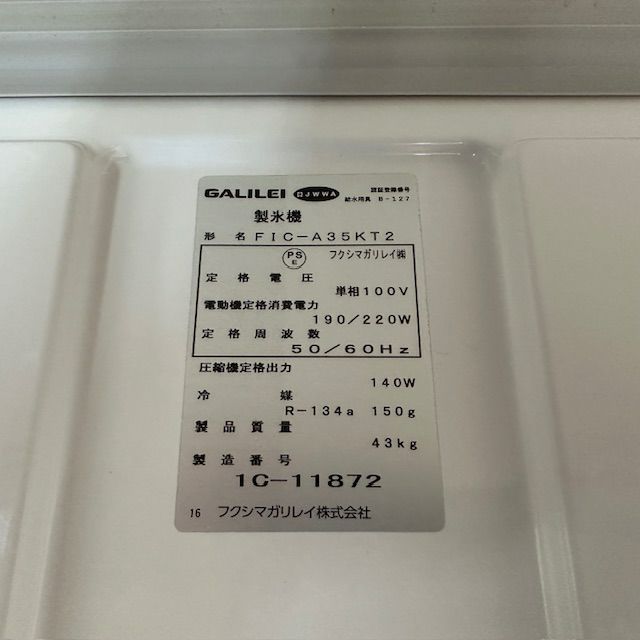 GALILEI JWWA 認証登録番号
給水用具 B-127
製氷機
形名 FIC-A35KT2
PS E フクシマガリレイ㈱
定格電圧
単相100V
電動機定格消費電力
190/220W
定格周波数
50/60Hz
圧縮機定格出力
140W
冷媒
R-134a 150g
製品質量
43kg
製造番号
1C-11872
16 フクシマガリレイ株式会社